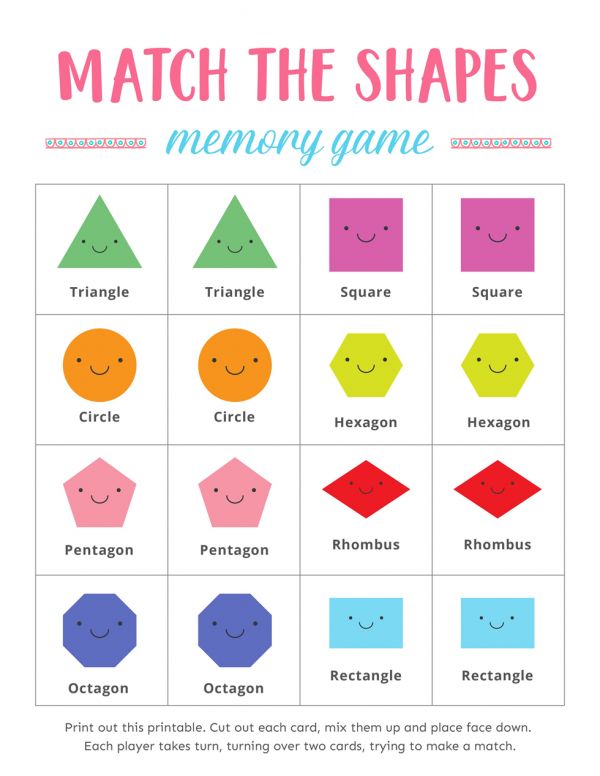 MATCH THE SHAPES
memory game
Triangle Triangle Square Square
Circle Circle Hexagon Hexagon
Pentagon Pentagon Rhombus Rhombus
Octagon Octagon Rectangle Rectangle
Print out this printable. Cut out each card, mix them up and place face down.
Each player takes turn, turning over two cards, trying to make a match.